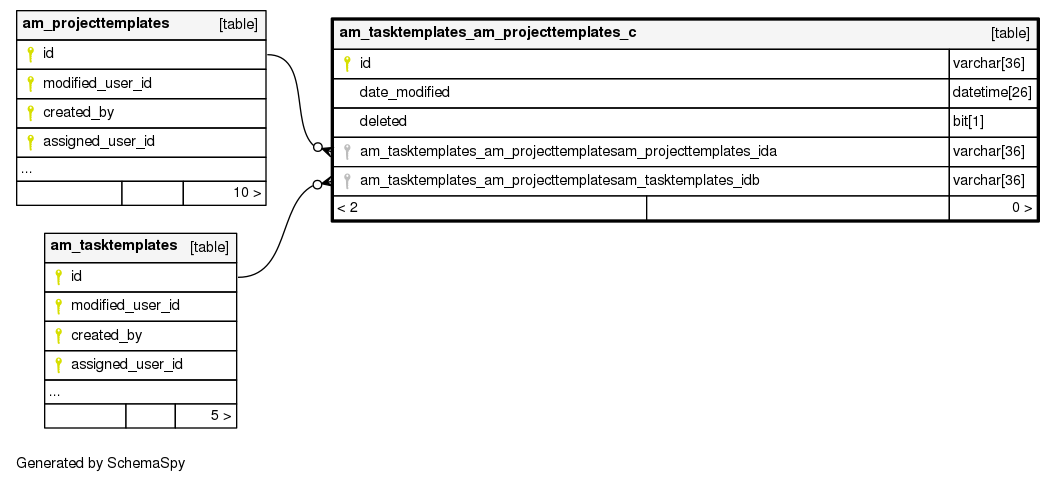 am_projecttemplates [table]
id
modified_user_id
created_by
assigned_user_id
...
10 >
am_tasktemplates_am_projecttemplates_c [table]
id varchar[36]
date_modified datetime[26]
deleted bit[1]
am_tasktemplates_am_projecttemplatesam_projecttemplates_ida varchar[36]
am_tasktemplates_am_projecttemplatesam_tasktemplates_idb varchar[36]
< 2 0 >
am_tasktemplates [table]
id
modified_user_id
created_by
assigned_user_id
...
5 >
Generated by SchemaSpy